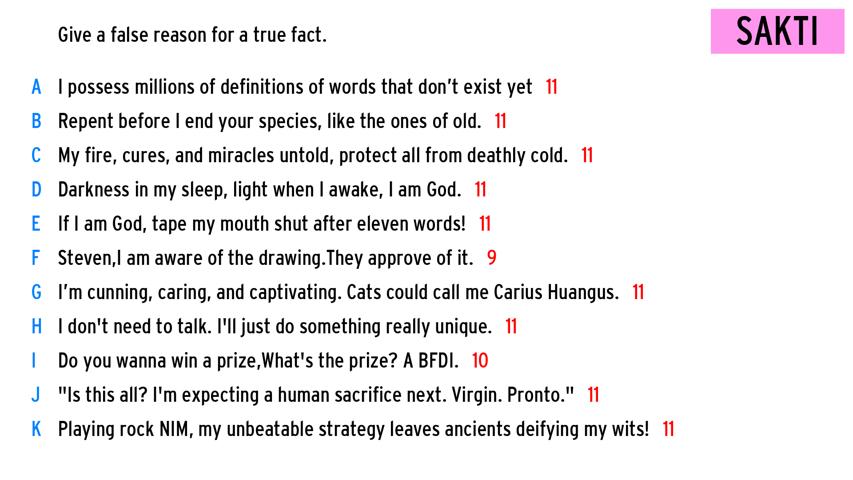 Give a false reason for a true fact.
SAKTI
A I possess millions of definitions of words that don't exist yet 11
B Repent before I end your species, like the ones of old. 11
C My fire, cures, and miracles untold, protect all from deathly cold. 11
D Darkness in my sleep, light when I awake, I am God. 11
E If I am God, tape my mouth shut after eleven words! 11
F Steven,I am aware of the drawing.They approve of it. 9
G I'm cunning, caring, and captivating. Cats could call me Carius Huangus. 11
H I don't need to talk. I'll just do something really unique. 11
I Do you wanna win a prize,What's the prize? A BFDI. 10
J "Is this all? I'm expecting a human sacrifice next. Virgin. Pronto." 11
K Playing rock NIM, my unbeatable strategy leaves ancients deifying my wits! 11